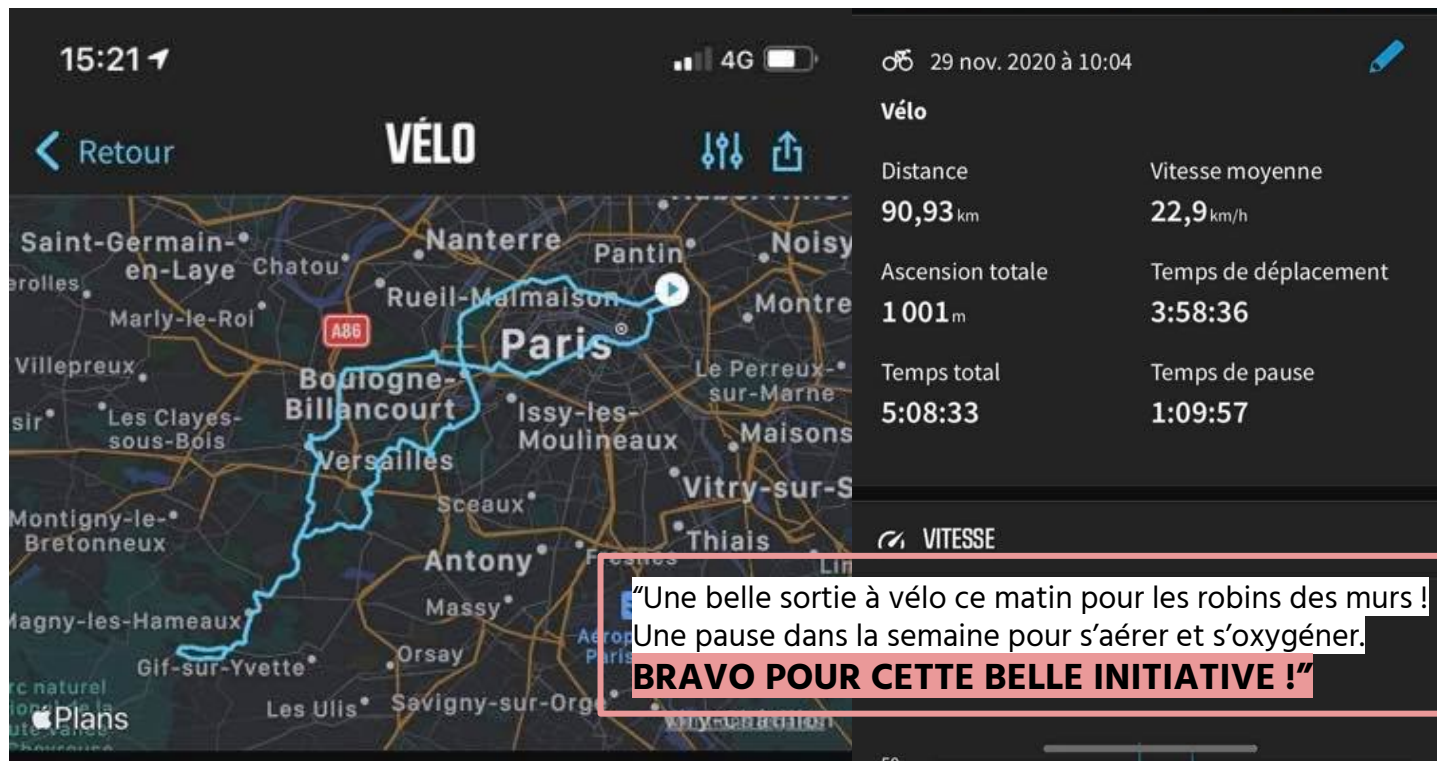 15:21
4G
Retour
VÉLO
Saint-Germain-
en-Laye
Chatou
Nanterre
Pantin
Noisy
Rueil-Malmaison
Montre
Marly-le-Roi
A86
Paris
Villepreux
Boulogne-
Billancourt
Le Perreux-
sur-Marne
Les Clayes-
sous-Bois
Issy-les-
Moulineaux
Maisons
Versailles
Sceaux
Vitry-sur-S
Montigny-le-
Bretonneux
Antony
Thiais
Massy
Magny-les-Hameaux
Gif-sur-Yvette
Orsay
Les Ulis
Savigny-sur-Orge
Plans
29 nov. 2020 à 10:04
Vélo
Distance
90,93 km
Vitesse moyenne
22,9 km/h
Ascension totale
1 001 m
Temps de déplacement
3:58:36
Temps total
5:08:33
Temps de pause
1:09:57
VITESSE
“Une belle sortie à vélo ce matin pour les robins des murs !
Une pause dans la semaine pour s’aérer et s’oxygéner.
BRAVO POUR CETTE BELLE INITIATIVE !”